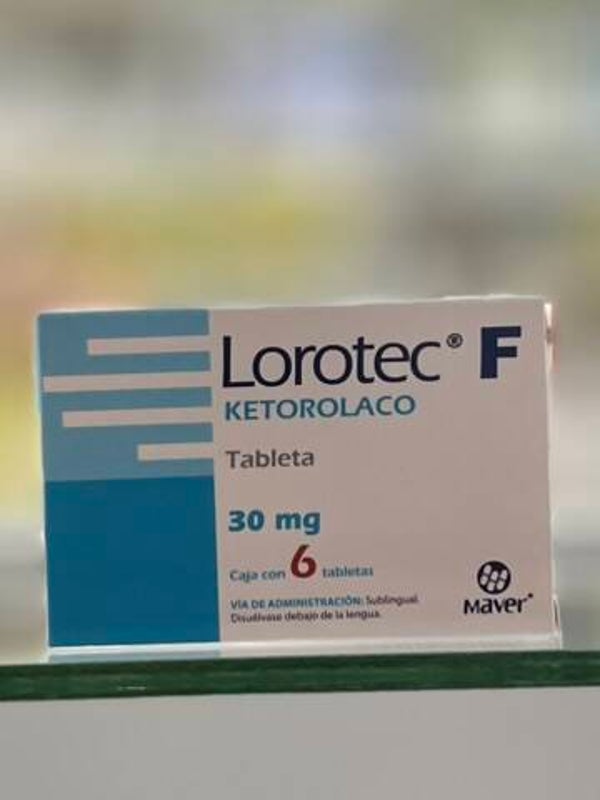 Lorotec® F
KETOROLACO
Tableta
30 mg
Caja con 6 tabletas
VÍA DE ADMINISTRACIÓN: Sublingual.
Disuélvase debajo de la lengua.
Maver®